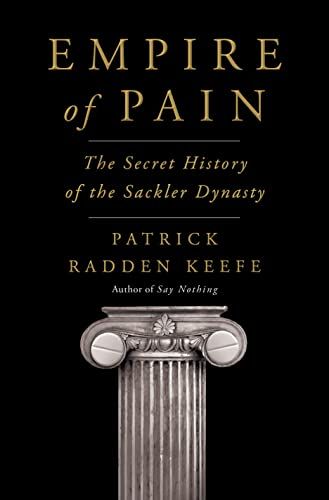 EMPIRE
of PAIN
The Secret History
of the Sackler Dynasty
PATRICK
RADDEN KEEFE
Author of Say Nothing